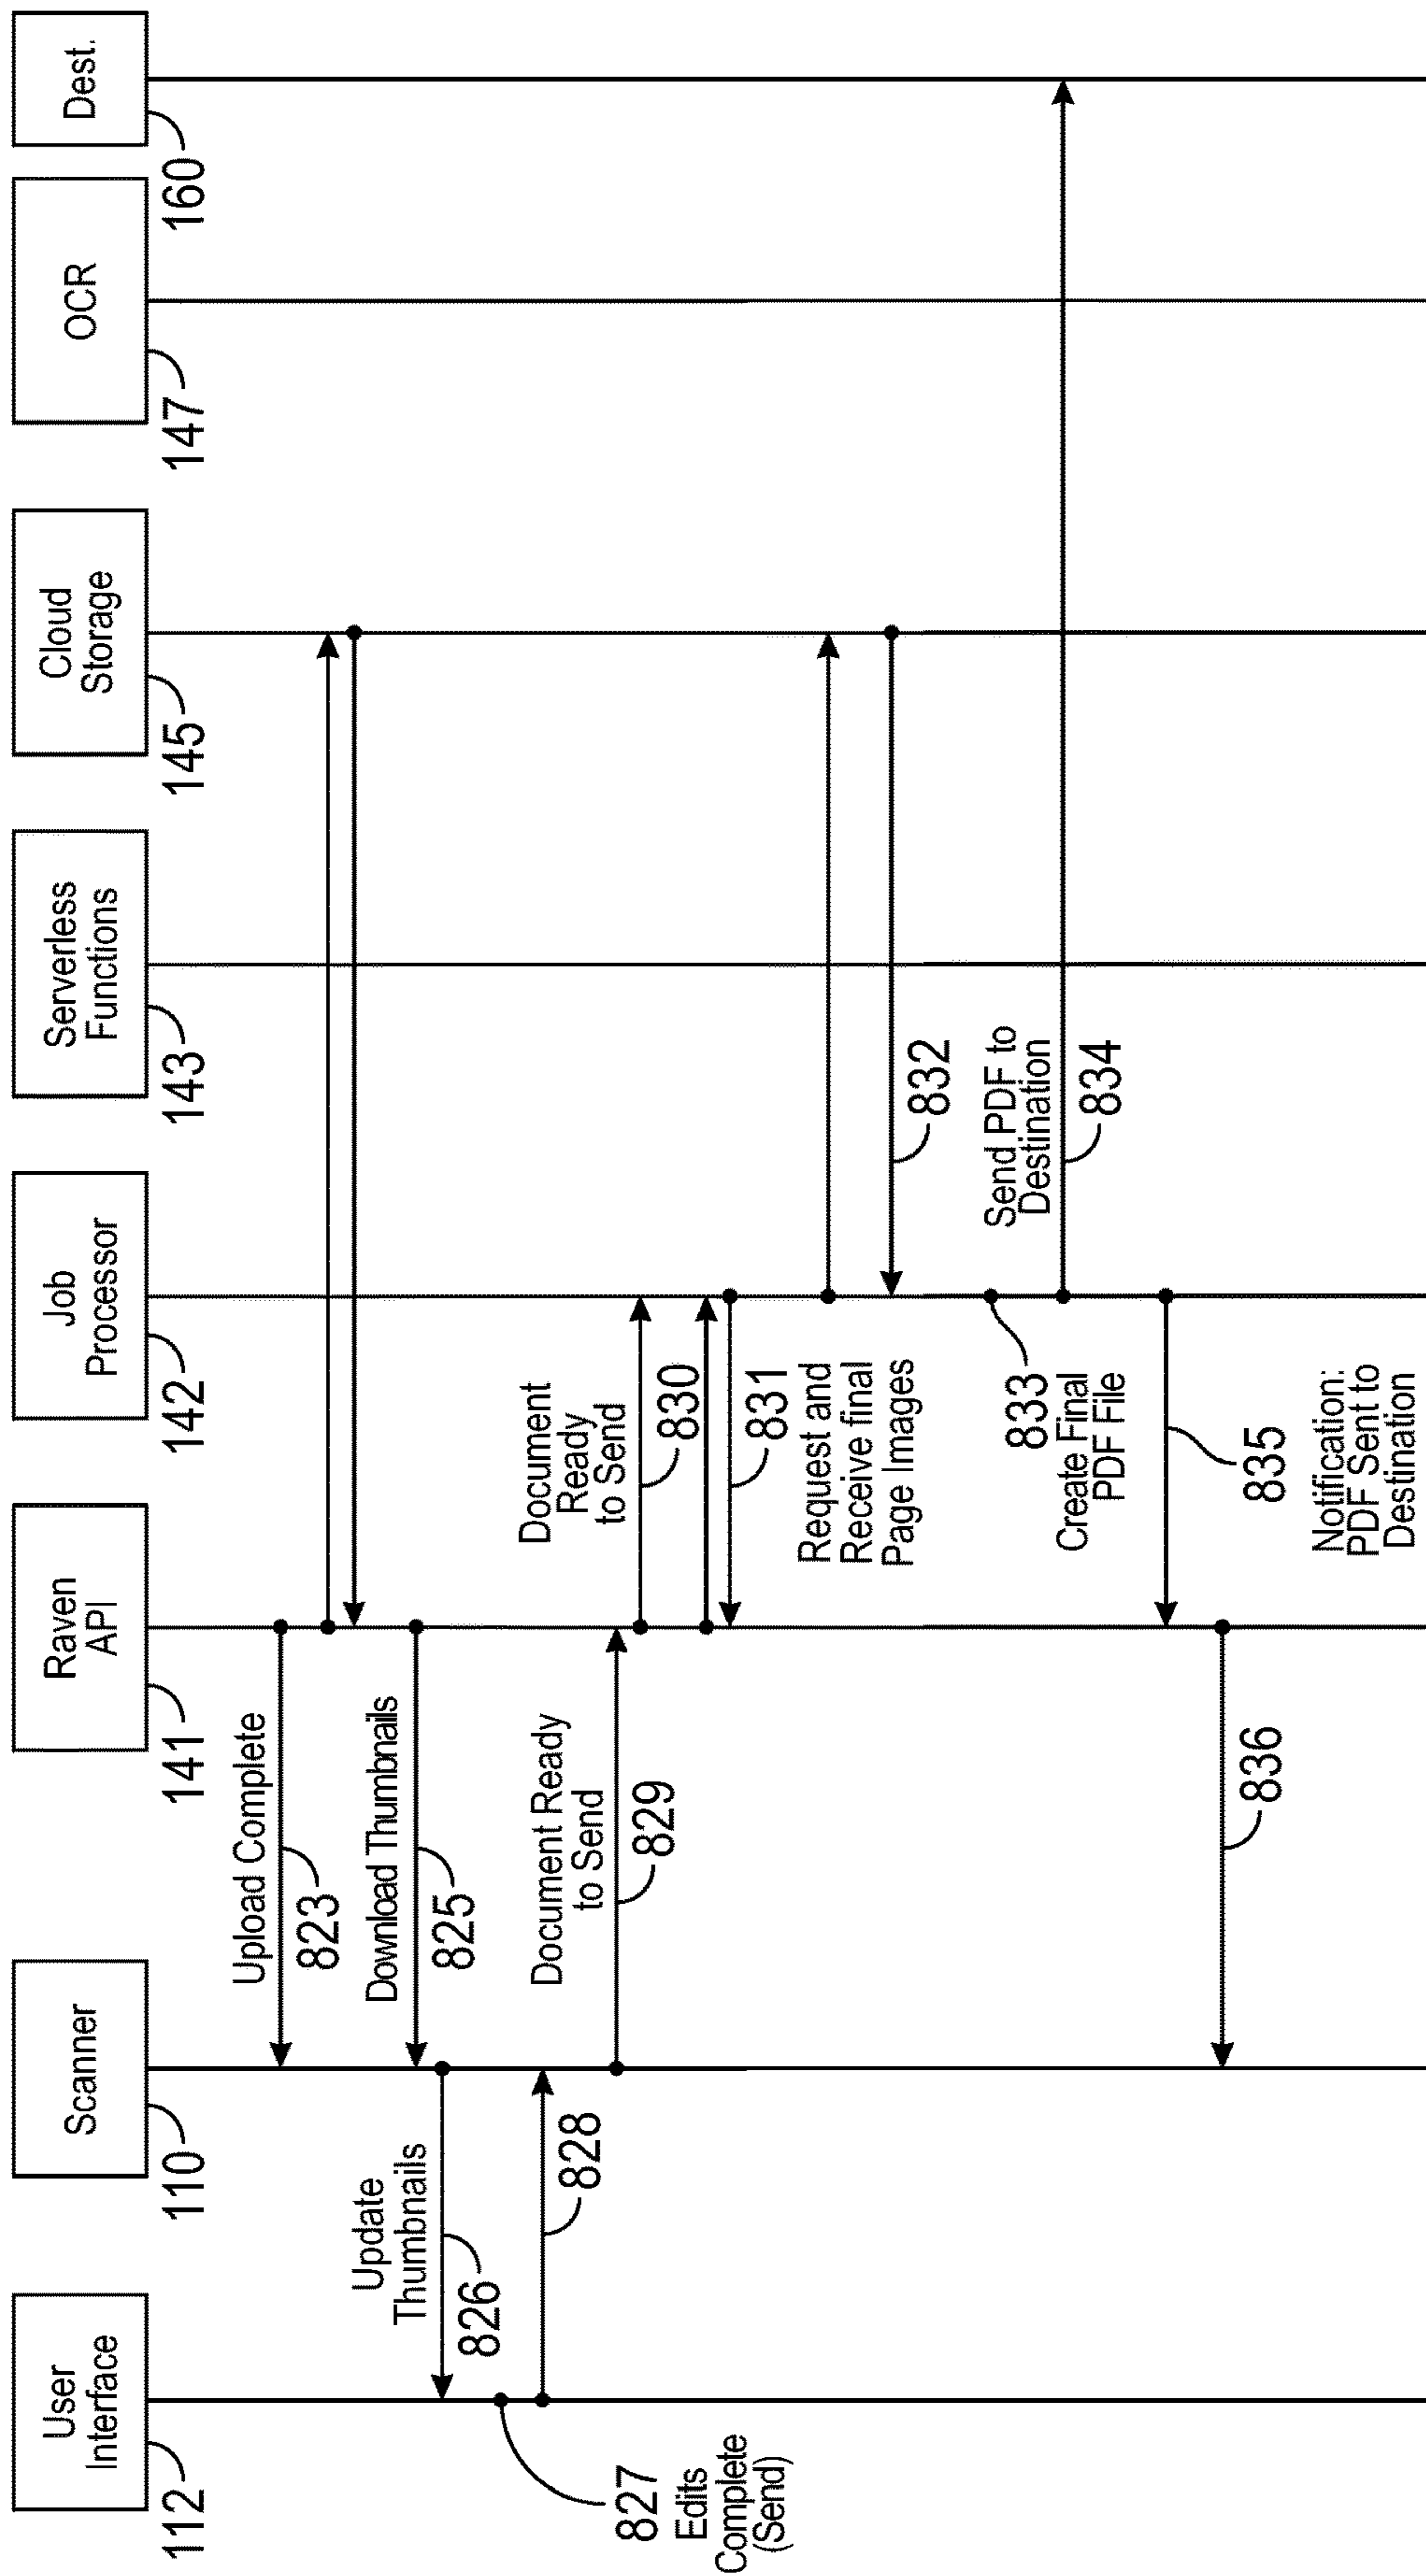 User
Interface
112
Scanner
110
Raven
API
141
Job
Processor
142
Serverless
Functions
143
Cloud
Storage
145
OCR
147
Dest.
160
Upload Complete
823
Download Thumbnails
825
Update
Thumbnails
826
827
Edits
Complete
(Send)
828
Document Ready
to Send
829
Document
Ready
to Send
830
831
Request and
Receive final
Page Images
832
833
Create Final
PDF File
Send PDF to
Destination
834
835
Notification:
PDF Sent to
Destination
836